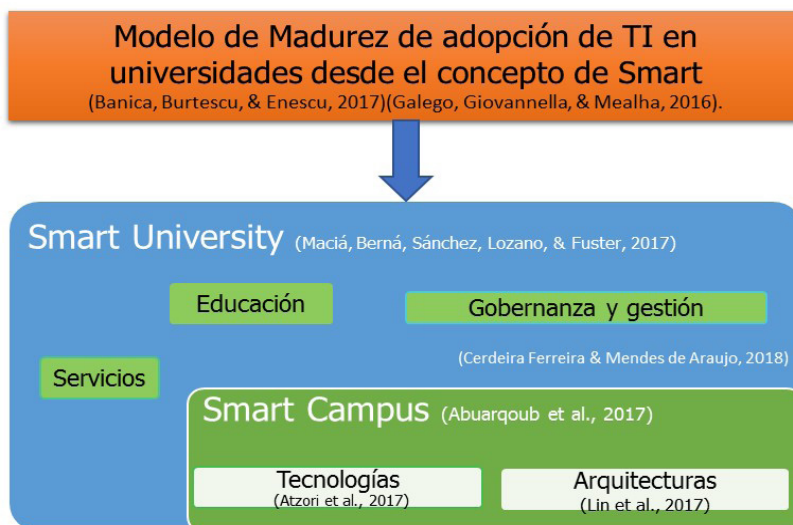 Modelo de Madurez de adopción de TI en
universidades desde el concepto de Smart
(Banica, Burtescu, & Enescu, 2017)(Galego, Giovannella, & Mealha, 2016).
Smart University (Maciá, Berná, Sánchez, Lozano, & Fuster, 2017)
Educación
Gobernanza y gestión
(Cerdeira Ferreira & Mendes de Araujo, 2018)
Servicios
Smart Campus (Abuarqoub et al., 2017)
Tecnologías
(Atzori et al., 2017)
Arquitecturas
(Lin et al., 2017)